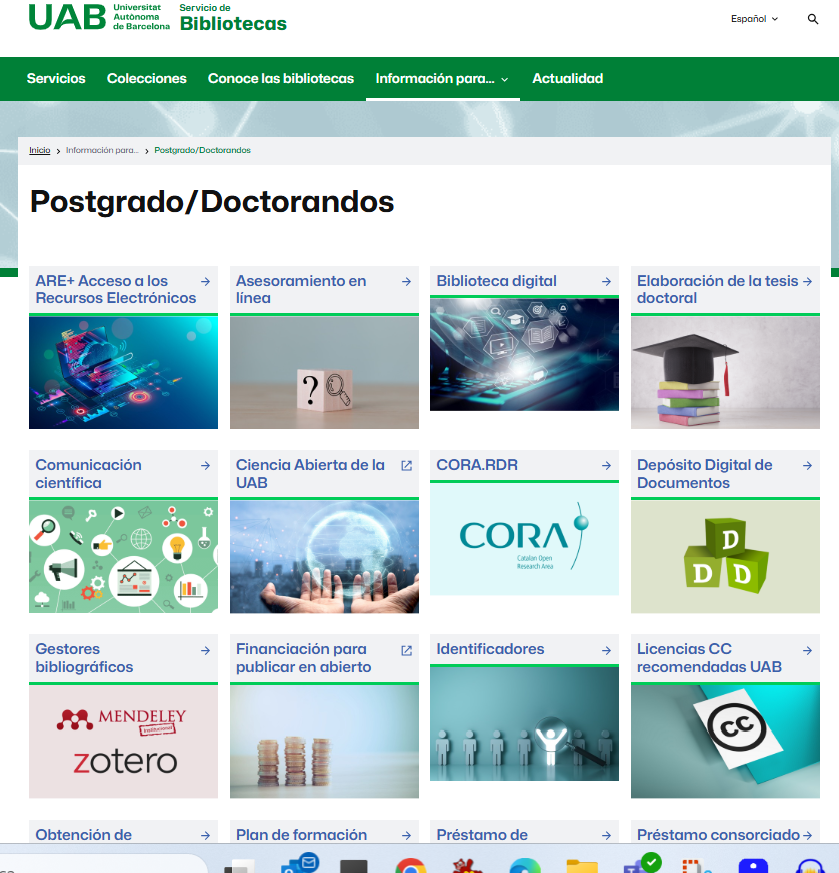 UAB
Universitat
Autònoma
de Barcelona
Servicio de
Bibliotecas
Español
Servicios
Colecciones
Conoce las bibliotecas
Información para...
Actualidad
Inicio
Información para...
Postgrado/Doctorandos
Postgrado/Doctorandos
ARE+ Acceso a los
Recursos Electrónicos
Asesoramiento en
línea
Biblioteca digital
Elaboración de la tesis
doctoral
?
Comunicación
científica
Ciencia Abierta de la
UAB
CORA.RDR
Depósito Digital de
Documentos
CORA
Catalan Open
Research Area
D
D
D
Gestores
bibliográficos
Financiación para
publicar en abierto
Identificadores
Licencias CC
recomendadas UAB
MENDELEY
Institucional
zotero
CC
Obtención de
Plan de formación
Préstamo de
Préstamo consorciado